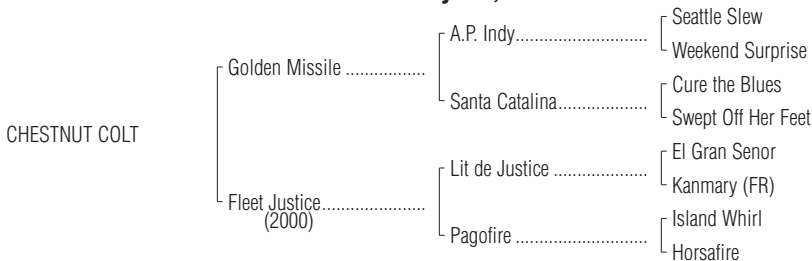 Seattle Slew
A.P. Indy..............................
Weekend Surprise
Golden Missile .................
Cure the Blues
Santa Catalina.....................
Swept Off Her Feet
CHESTNUT COLT
El Gran Senor
Lit de Justice ......................
Kanmary (FR)
Fleet Justice........................
(2000)
Island Whirl
Pagofire ..............................
Horsafire